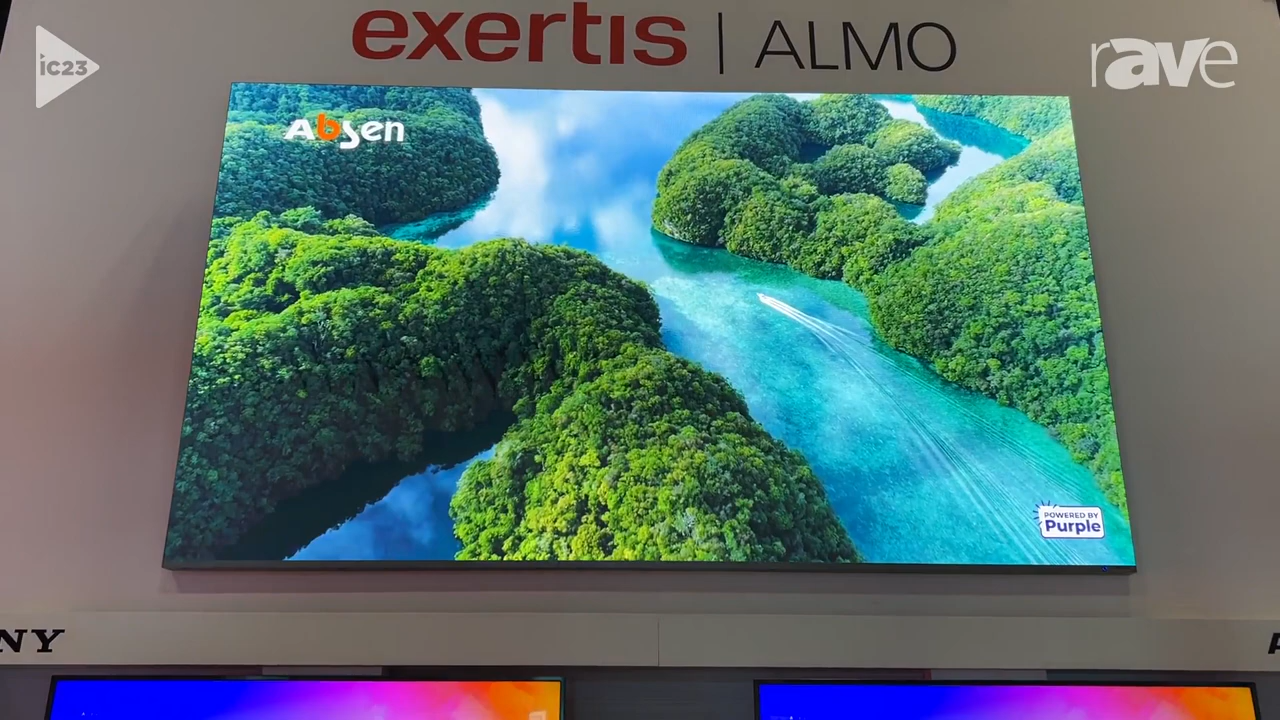 exertis | ALMO
iC23
rAVe
Absen
POWERED BY
Purple
NY